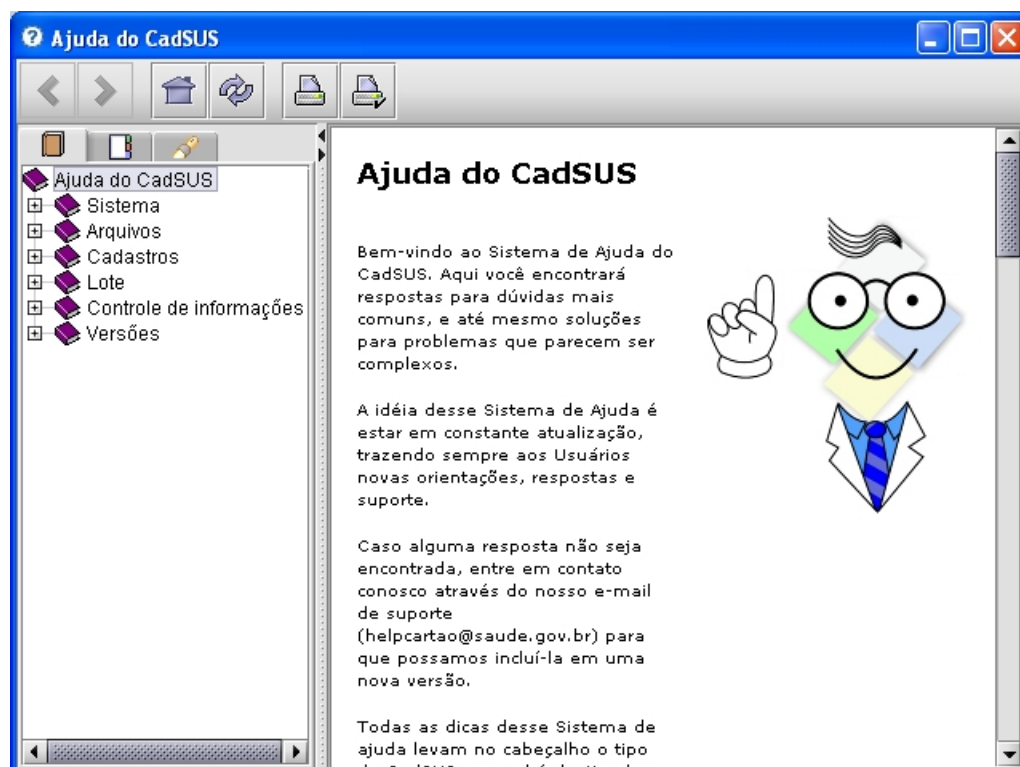 Ajuda do CadSUS
Ajuda do CadSUS
Sistema
Arquivos
Cadastros
Lote
Controle de informações
Versões
Ajuda do CadSUS
Bem-vindo ao Sistema de Ajuda do
CadSUS. Aqui você encontrará
respostas para dúvidas mais
comuns, e até mesmo soluções
para problemas que parecem ser
complexos.
A idéia desse Sistema de Ajuda é
estar em constante atualização,
trazendo sempre aos Usuários
novas orientações, respostas e
suporte.
Caso alguma resposta não seja
encontrada, entre em contato
conosco através do nosso e-mail
de suporte
(helpcartao@saude.gov.br) para
que possamos incluí-la em uma
nova versão.
Todas as dicas desse Sistema de
ajuda levam no cabeçalho o tipo